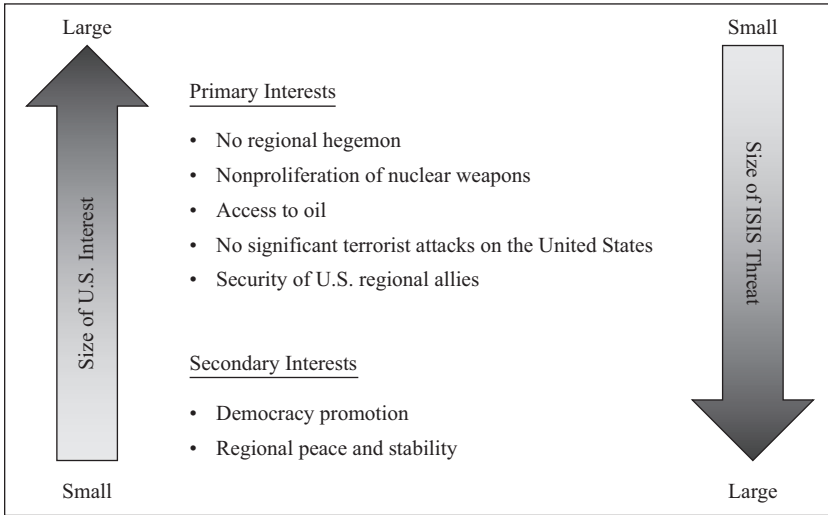 Large
Small
Primary Interests
• No regional hegemon
• Nonproliferation of nuclear weapons
• Access to oil
• No significant terrorist attacks on the United States
• Security of U.S. regional allies
Size of U.S. Interest
Size of ISIS Threat
Secondary Interests
• Democracy promotion
• Regional peace and stability
Small
Large